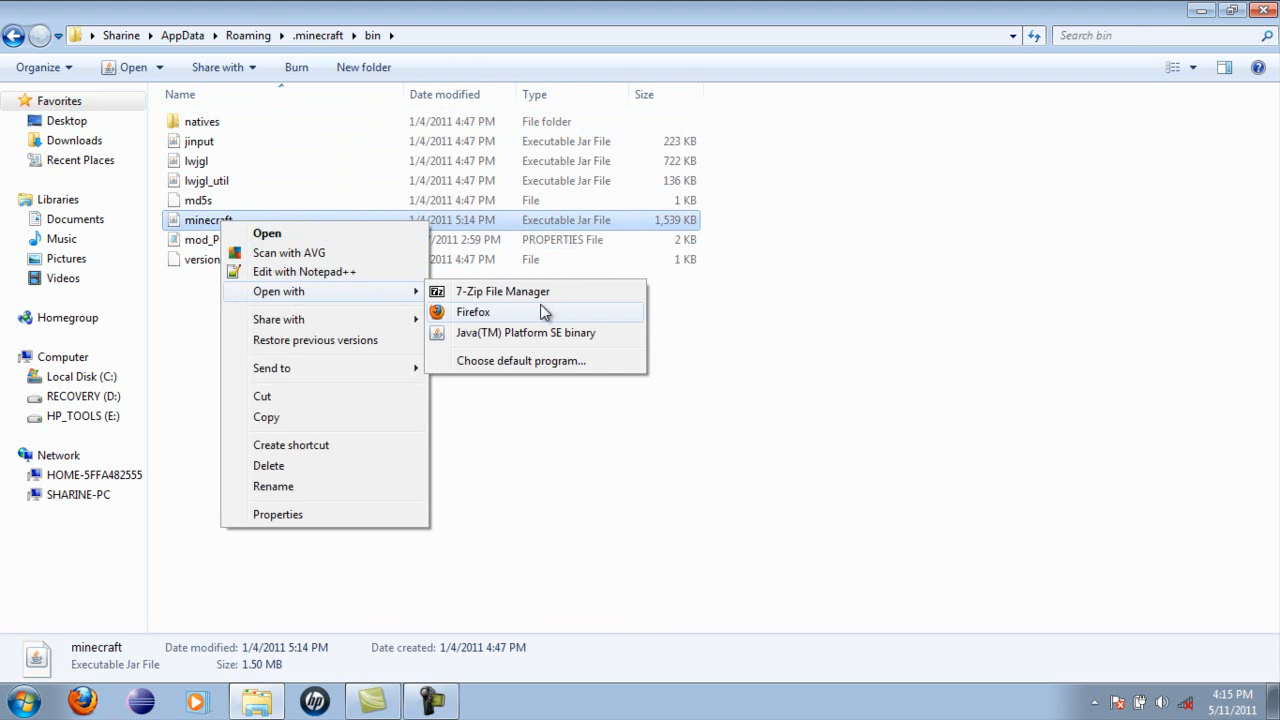 Sharine AppData Roaming .minecraft bin Search bin
Organize Open Share with Burn New folder
Name Date modified Type Size
Favorites
Desktop
Downloads
Recent Places
Libraries
Documents
Music
Pictures
Videos
Homegroup
Computer
Local Disk (C:)
RECOVERY (D:)
HP_TOOLS (E:)
Network
HOME-5FFA482555
SHARINE-PC
natives 1/4/2011 4:47 PM File folder
jinput 1/4/2011 4:47 PM Executable Jar File 223 KB
lwjgl 1/4/2011 4:47 PM Executable Jar File 722 KB
lwjgl_util 1/4/2011 4:47 PM Executable Jar File 136 KB
md5s 1/4/2011 4:47 PM File 1 KB
minecraft 1/4/2011 5:14 PM Executable Jar File 1,539 KB
mod_P 2011 2:59 PM PROPERTIES File 2 KB
version 2011 4:47 PM File 1 KB
Open
Scan with AVG
Edit with Notepad++
Open with
Share with
Restore previous versions
Send to
Cut
Copy
Create shortcut
Delete
Rename
Properties
7-Zip File Manager
Firefox
Java(TM) Platform SE binary
Choose default program...
minecraft Date modified: 1/4/2011 5:14 PM Date created: 1/4/2011 4:47 PM
Executable Jar File Size: 1.50 MB
4:15 PM
5/11/2011